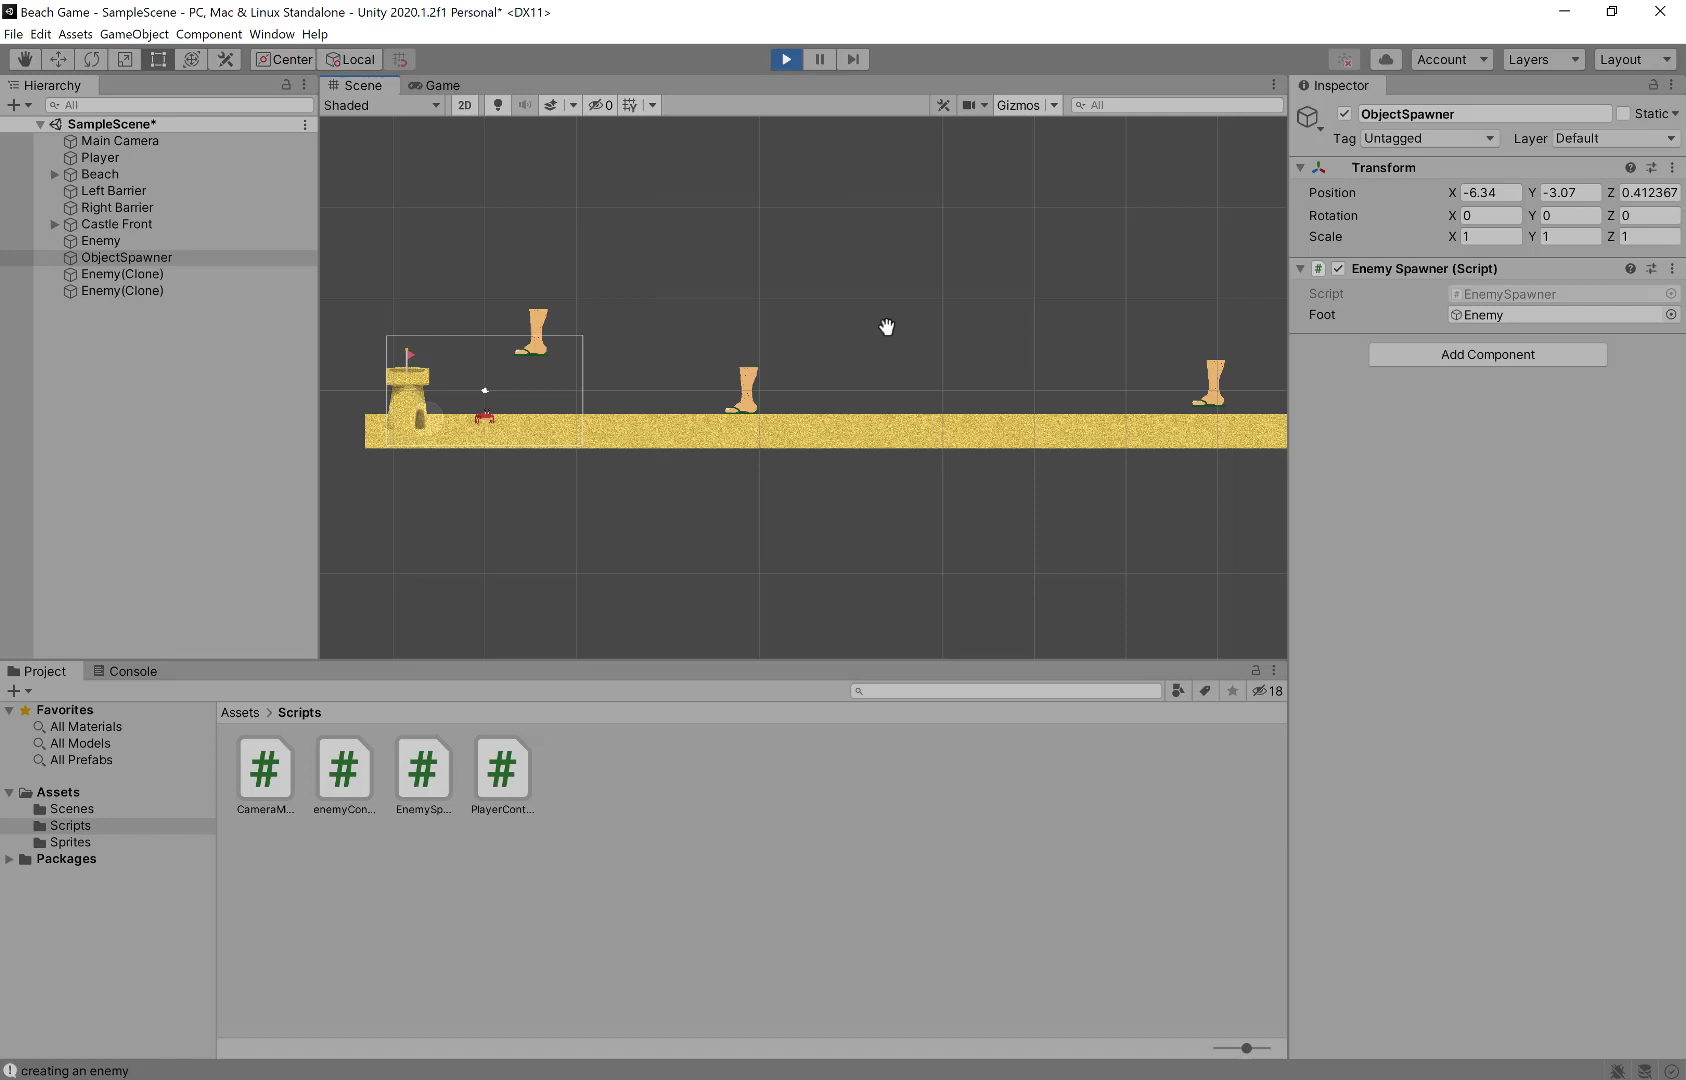 Beach Game - SampleScene - PC, Mac & Linux Standalone - Unity 2020.1.2f1 Personal* <DX11>
File Edit Assets GameObject Component Window Help
Center Local Account Layers Layout
Hierarchy
All
SampleScene*
Main Camera
Player
Beach
Left Barrier
Right Barrier
Castle Front
Enemy
ObjectSpawner
Enemy(Clone)
Enemy(Clone)
Scene Game
Shaded 2D 0 Gizmos All
Inspector
ObjectSpawner Static
Tag Untagged Layer Default
Transform
Position X -6.34 Y -3.07 Z 0.412367
Rotation X 0 Y 0 Z 0
Scale X 1 Y 1 Z 1
# Enemy Spawner (Script)
Script # EnemySpawner
Foot Enemy
Add Component
Project Console
18
Favorites
All Materials
All Models
All Prefabs
Assets
Scenes
Scripts
Sprites
Packages
Assets > Scripts
# # # #
CameraM... enemyCon... EnemySp... PlayerCont...
creating an enemy